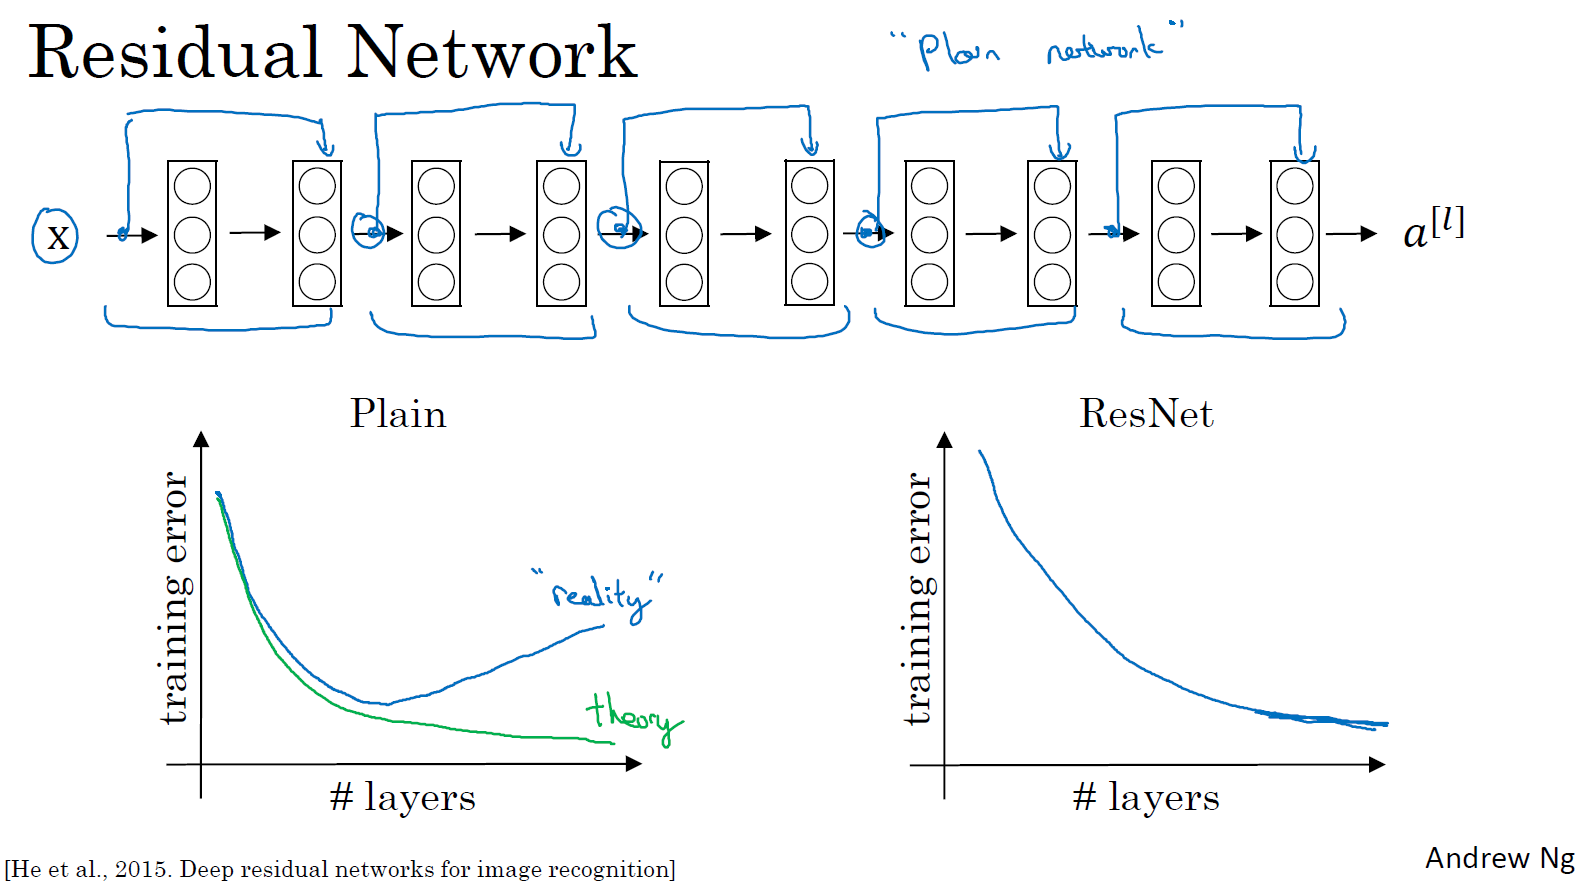 Residual Network
"Plain network"
x
a[l]
Plain
ResNet
training error
"reality"
theory
# layers
training error
# layers
[He et al., 2015. Deep residual networks for image recognition]
Andrew Ng